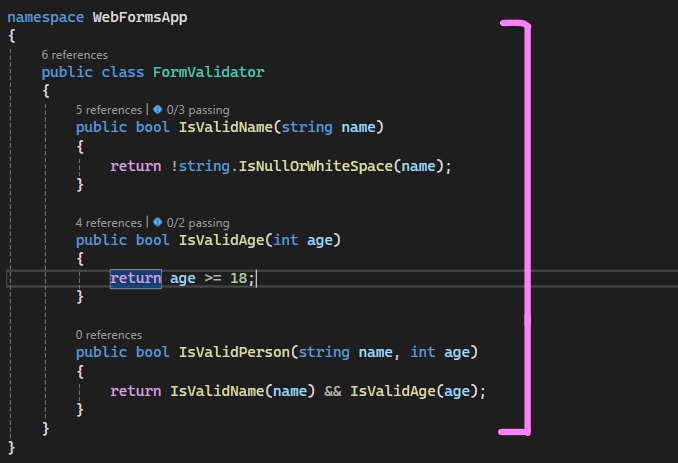 namespace WebFormsApp
{
6 references
public class FormValidator
{
5 references | 0/3 passing
public bool IsValidName(string name)
{
return !string.IsNullOrWhiteSpace(name);
}
4 references | 0/2 passing
public bool IsValidAge(int age)
{
return age >= 18;
}
0 references
public bool IsValidPerson(string name, int age)
{
return IsValidName(name) && IsValidAge(age);
}
}
}